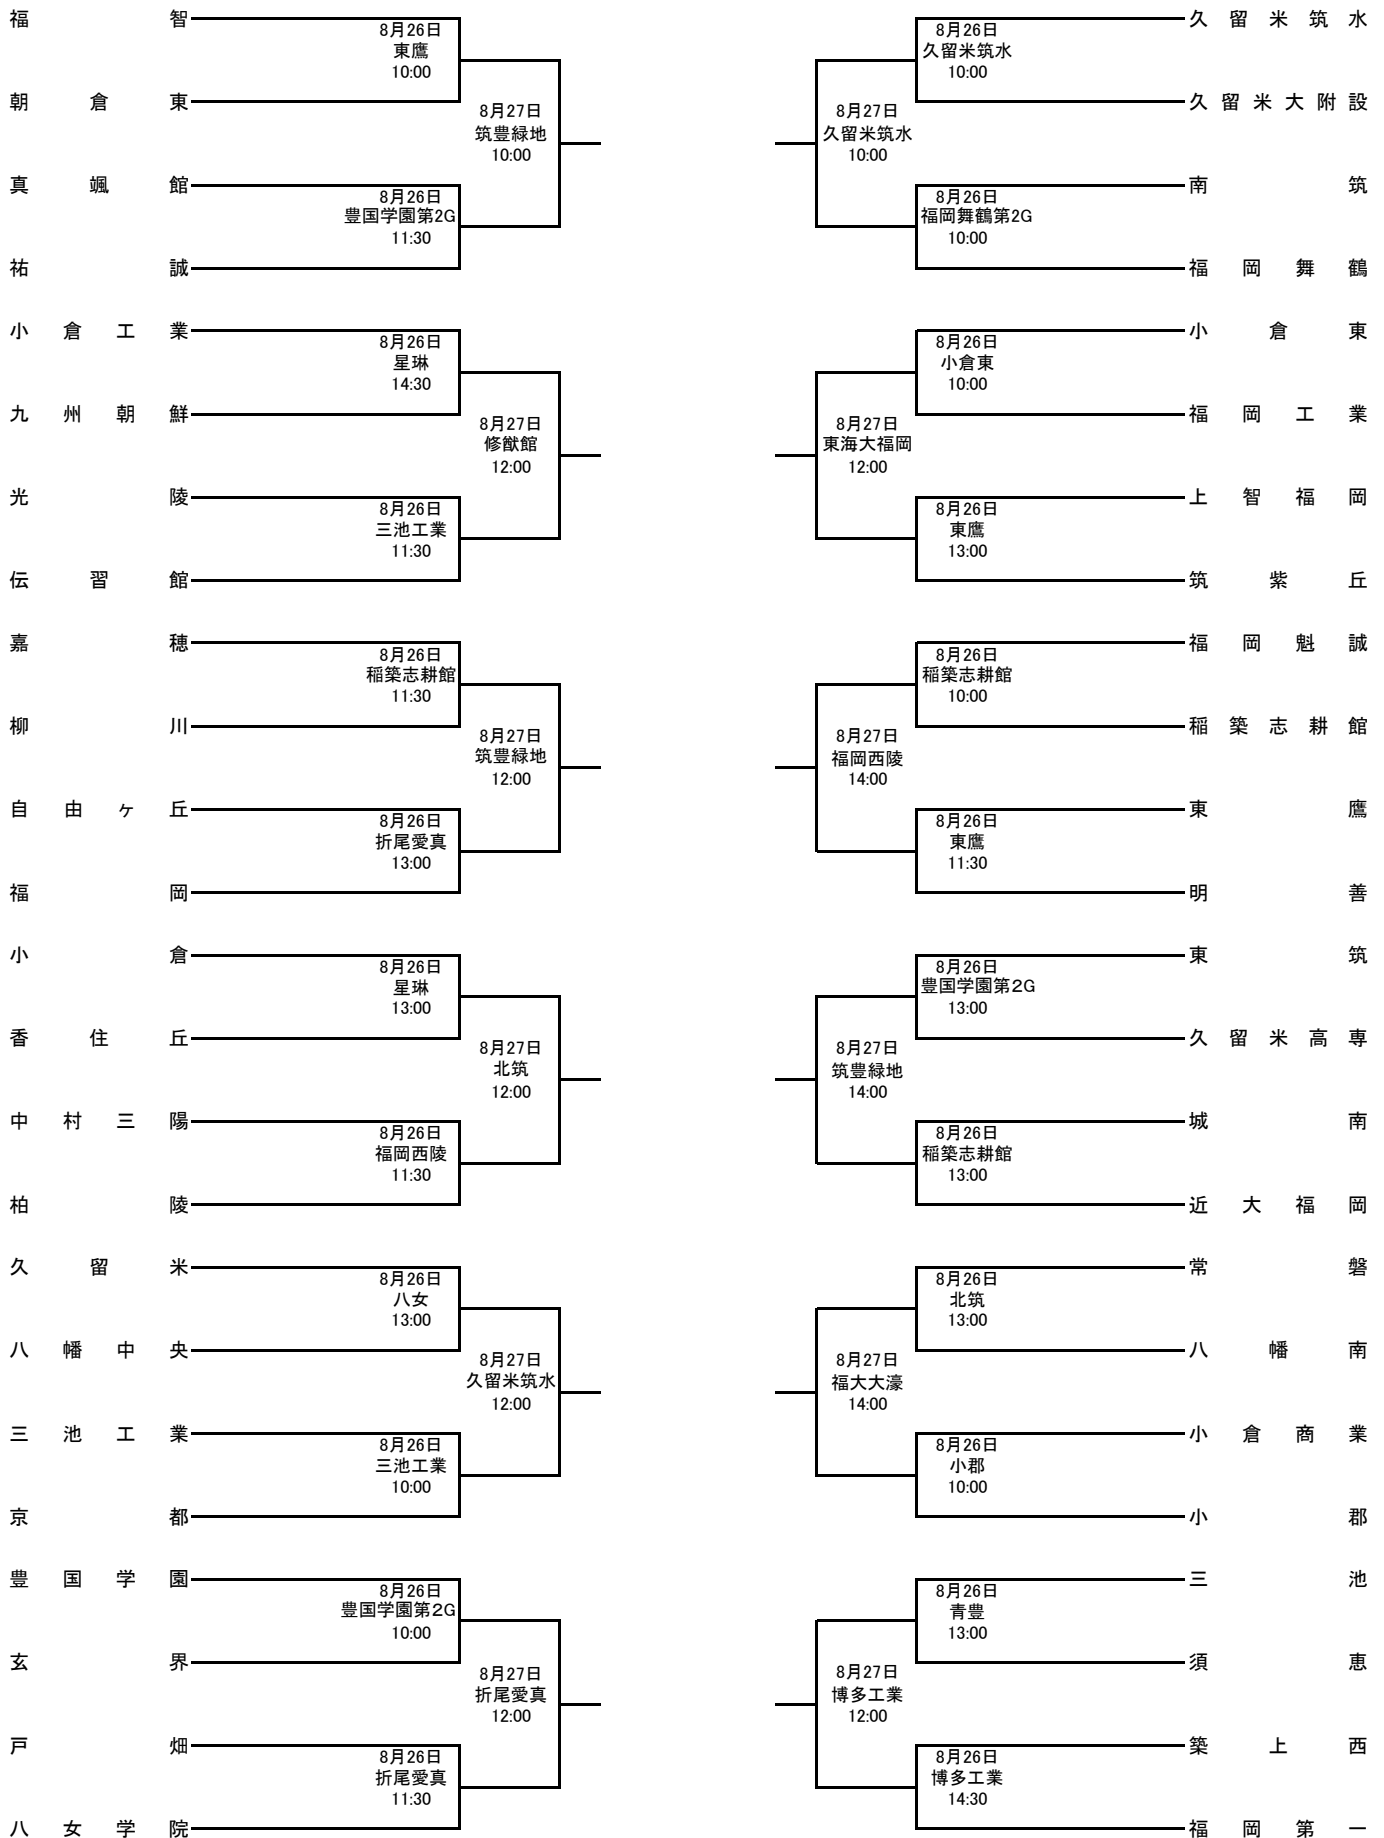 福智
8月26日
東鷹
10:00
朝倉東
8月27日
筑豊緑地
10:00
真颯館
8月26日
豊国学園第2G
11:30
祐誠
小倉工業
8月26日
星琳
14:30
九州朝鮮
8月27日
修猷館
12:00
光陵
8月26日
三池工業
11:30
伝習館
嘉穂
8月26日
稲築志耕館
11:30
柳川
8月27日
筑豊緑地
12:00
自由ヶ丘
8月26日
折尾愛真
13:00
福岡
小倉
8月26日
星琳
13:00
香住丘
8月27日
北筑
12:00
中村三陽
8月26日
福岡西陵
11:30
柏陵
久留米
8月26日
八女
13:00
八幡中央
8月27日
久留米筑水
12:00
三池工業
8月26日
三池工業
10:00
京都
豊国学園
8月26日
豊国学園第2G
10:00
玄界
8月27日
折尾愛真
12:00
戸畑
8月26日
折尾愛真
11:30
八女学院
久留米筑水
8月26日
久留米筑水
10:00
久留米大附設
8月27日
久留米筑水
10:00
南筑
8月26日
福岡舞鶴第2G
10:00
福岡舞鶴
小倉東
8月26日
小倉東
10:00
福岡工業
8月27日
東海大福岡
12:00
上智福岡
8月26日
東鷹
13:00
筑紫丘
福岡魁誠
8月26日
稲築志耕館
10:00
稲築志耕館
8月27日
福岡西陵
14:00
東鷹
8月26日
東鷹
11:30
明善
東筑
8月26日
豊国学園第2G
13:00
久留米高専
8月27日
筑豊緑地
14:00
城南
8月26日
稲築志耕館
13:00
近大福岡
常磐
8月26日
北筑
13:00
八幡南
8月27日
福大大濠
14:00
小倉商業
8月26日
小郡
10:00
小郡
三池
8月26日
青豊
13:00
須恵
8月27日
博多工業
12:00
築上西
8月26日
博多工業
14:30
福岡第一